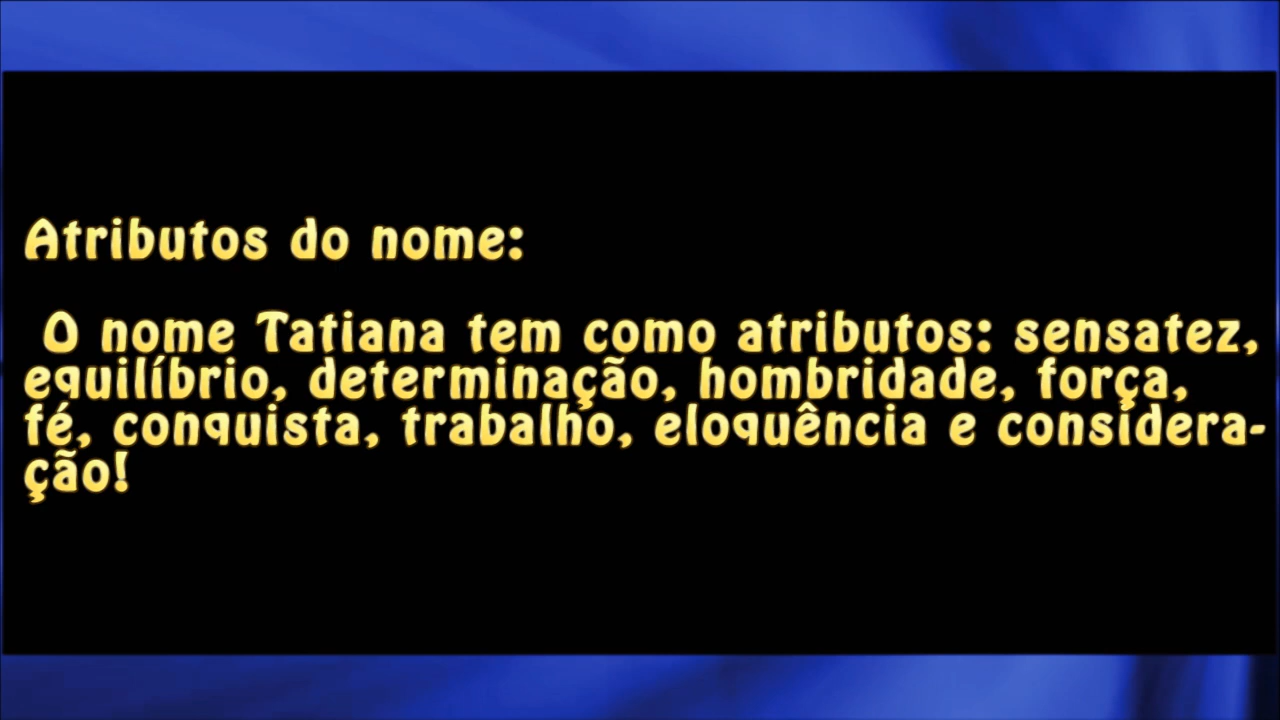 Atributos do nome:
O nome Tatiana tem como atributos: sensatez,
equilíbrio, determinação, hombridade, força,
fé, conquista, trabalho, eloquência e considera-
ção!